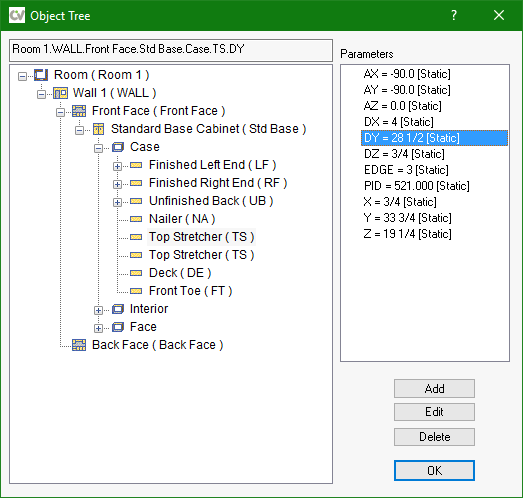 CV Object Tree
Room 1.WALL.Front Face.Std Base.Case.TS.DY
Room ( Room 1 )
Wall 1 ( WALL )
Front Face ( Front Face )
Standard Base Cabinet ( Std Base )
Case
Finished Left End ( LF )
Finished Right End ( RF )
Unfinished Back ( UB )
Nailer ( NA )
Top Stretcher ( TS )
Top Stretcher ( TS )
Deck ( DE )
Front Toe ( FT )
Interior
Face
Back Face ( Back Face )
Parameters
AX = -90.0 [Static]
AY = -90.0 [Static]
AZ = 0.0 [Static]
DX = 4 [Static]
DY = 28 1/2 [Static]
DZ = 3/4 [Static]
EDGE = 3 [Static]
PID = 521.000 [Static]
X = 3/4 [Static]
Y = 33 3/4 [Static]
Z = 19 1/4 [Static]
Add
Edit
Delete
OK